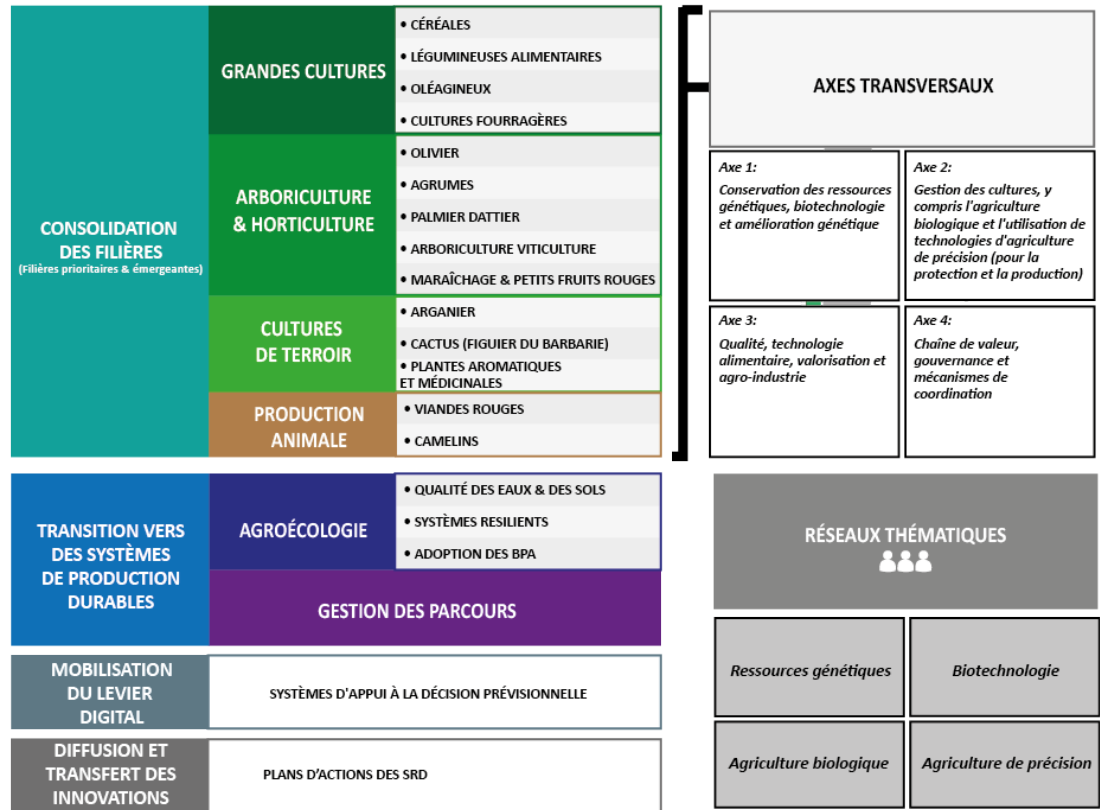 CONSOLIDATION
DES FILIÈRES
(Filières prioritaires & émergeantes)
GRANDES CULTURES
• CÉRÉALES
• LÉGUMINEUSES ALIMENTAIRES
• OLÉAGINEUX
• CULTURES FOURRAGÈRES
ARBORICULTURE
& HORTICULTURE
• OLIVIER
• AGRUMES
• PALMIER DATTIER
• ARBORICULTURE VITICULTURE
• MARAÎCHAGE & PETITS FRUITS ROUGES
CULTURES
DE TERROIR
• ARGANIER
• CACTUS (FIGUIER DU BARBARIE)
• PLANTES AROMATIQUES
ET MÉDICINALES
PRODUCTION
ANIMALE
• VIANDES ROUGES
• CAMELINS
TRANSITION VERS
DES SYSTÈMES
DE PRODUCTION
DURABLES
AGROÉCOLOGIE
• QUALITÉ DES EAUX & DES SOLS
• SYSTÈMES RESILIENTS
• ADOPTION DES BPA
GESTION DES PARCOURS
MOBILISATION
DU LEVIER
DIGITAL
SYSTÈMES D'APPUI À LA DÉCISION PRÉVISIONNELLE
DIFFUSION ET
TRANSFERT DES
INNOVATIONS
PLANS D’ACTIONS DES SRD
AXES TRANSVERSAUX
Axe 1:
Conservation des ressources
génétiques, biotechnologie
et amélioration génétique
Axe 2:
Gestion des cultures, y
compris l'agriculture
biologique et l'utilisation de
technologies d'agriculture
de précision (pour la
protection et la production)
Axe 3:
Qualité, technologie
alimentaire, valorisation et
agro-industrie
Axe 4:
Chaîne de valeur,
gouvernance et
mécanismes de
coordination
RÉSEAUX THÉMATIQUES
Ressources génétiques
Biotechnologie
Agriculture biologique
Agriculture de précision